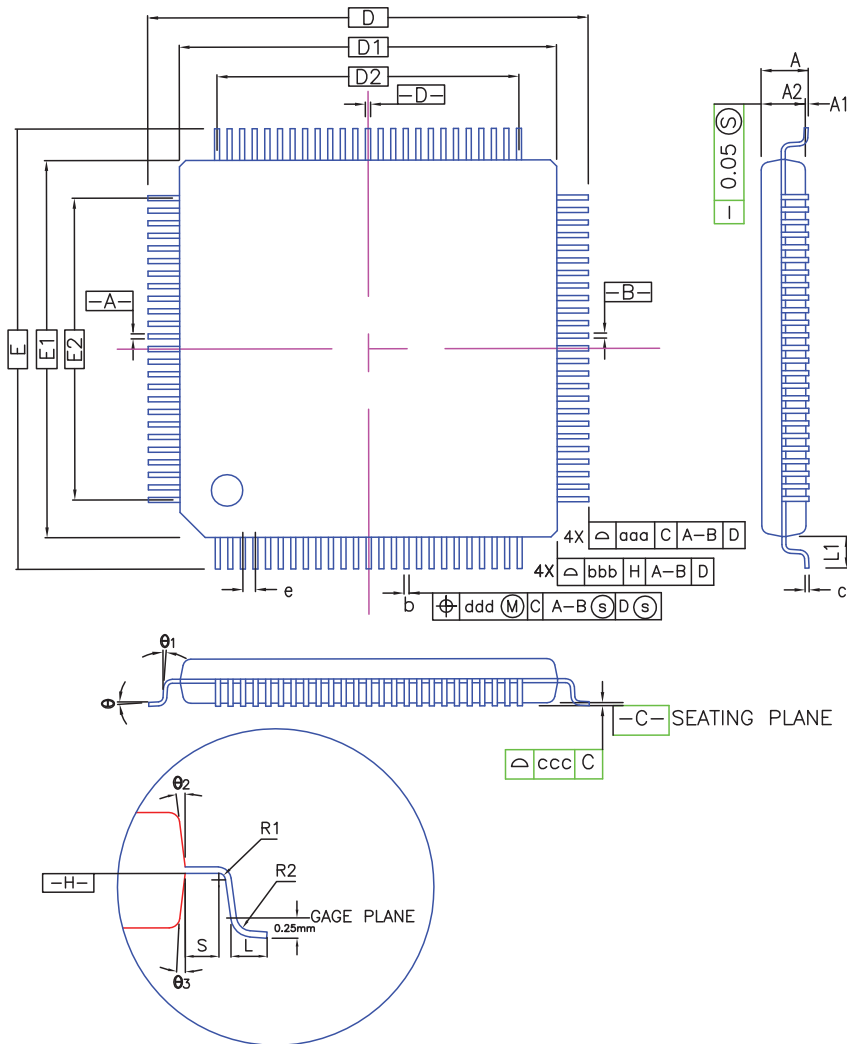 D
D1
D2
-D-
A
A2
A1
0.05 Ⓢ
-A-
-B-
E
E1
E2
4X D aaa C A-B D
4X D bbb H A-B D
⌖ ddd Ⓜ C A-B Ⓢ D Ⓢ
e
b
L1
c
θ1
θ
-C- SEATING PLANE
D ccc C
θ2
R1
R2
-H-
GAGE PLANE
0.25mm
S
L
θ3